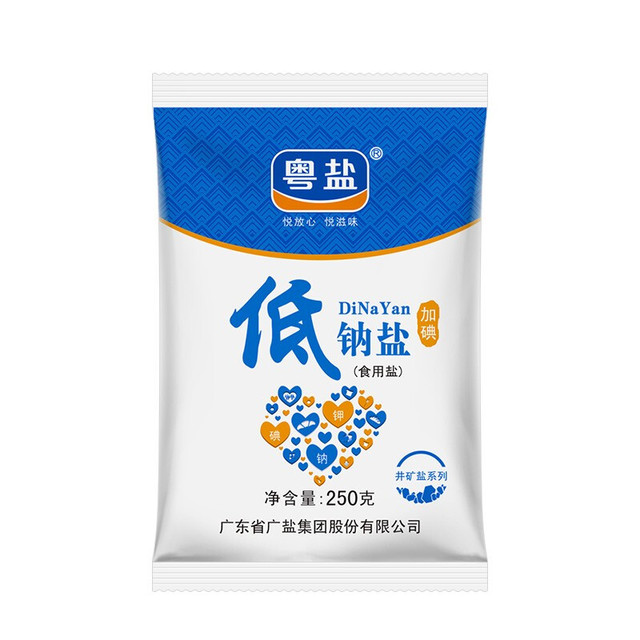 粤盐®
悦放心 悦滋味
低
DiNaYan
钠盐
加碘
(食用盐)
钾
碘
钠
井矿盐系列
净含量:250克
广东省广盐集团股份有限公司